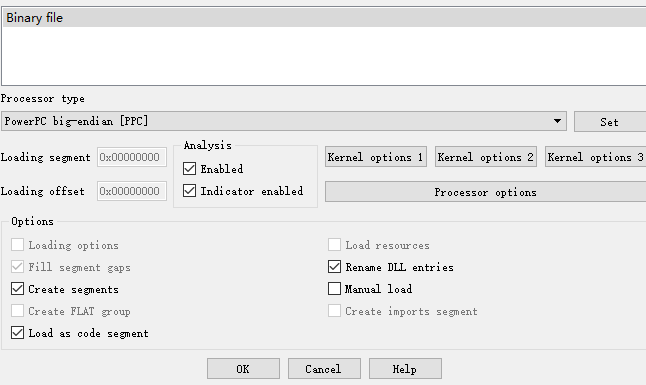 Binary file
Processor type
PowerPC big-endian [PPC]
Set
Loading segment 0x00000000
Loading offset 0x00000000
Analysis
Enabled
Indicator enabled
Kernel options 1 Kernel options 2 Kernel options 3
Processor options
Options
Loading options
Load resources
Fill segment gaps
Rename DLL entries
Create segments
Manual load
Create FLAT group
Create imports segment
Load as code segment
OK Cancel Help